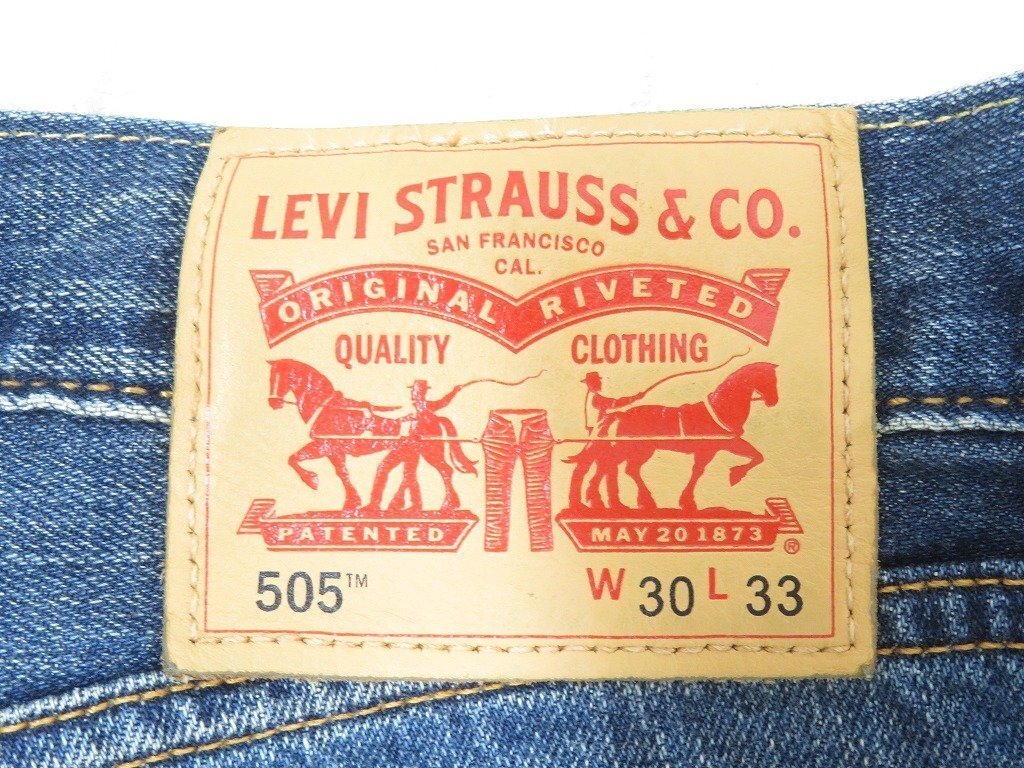 LEVI STRAUSS & CO.
SAN FRANCISCO
CAL.
ORIGINAL RIVETED
QUALITY CLOTHING
PATENTED MAY 20 1873 ®
505™ W 30 L 33